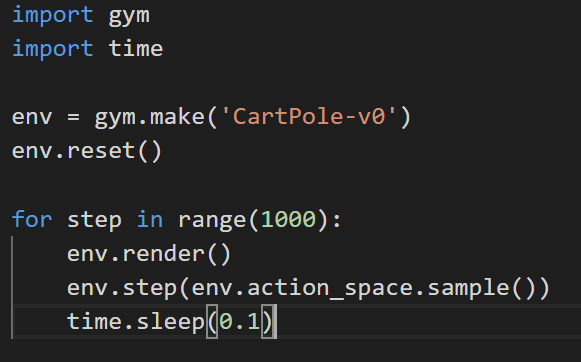 import gym
import time

env = gym.make('CartPole-v0')
env.reset()

for step in range(1000):
    env.render()
    env.step(env.action_space.sample())
    time.sleep(0.1)